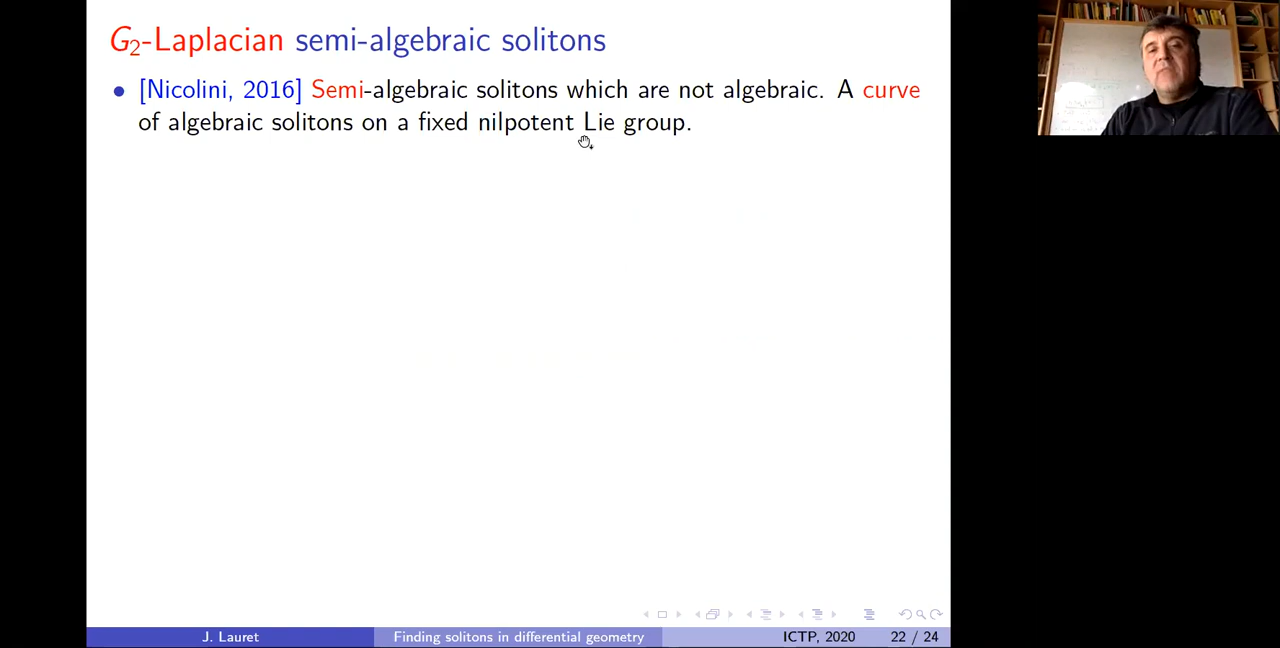 G₂-Laplacian semi-algebraic solitons
• [Nicolini, 2016] Semi-algebraic solitons which are not algebraic. A curve
of algebraic solitons on a fixed nilpotent Lie group.
J. Lauret
Finding solitons in differential geometry
ICTP, 2020
22 / 24